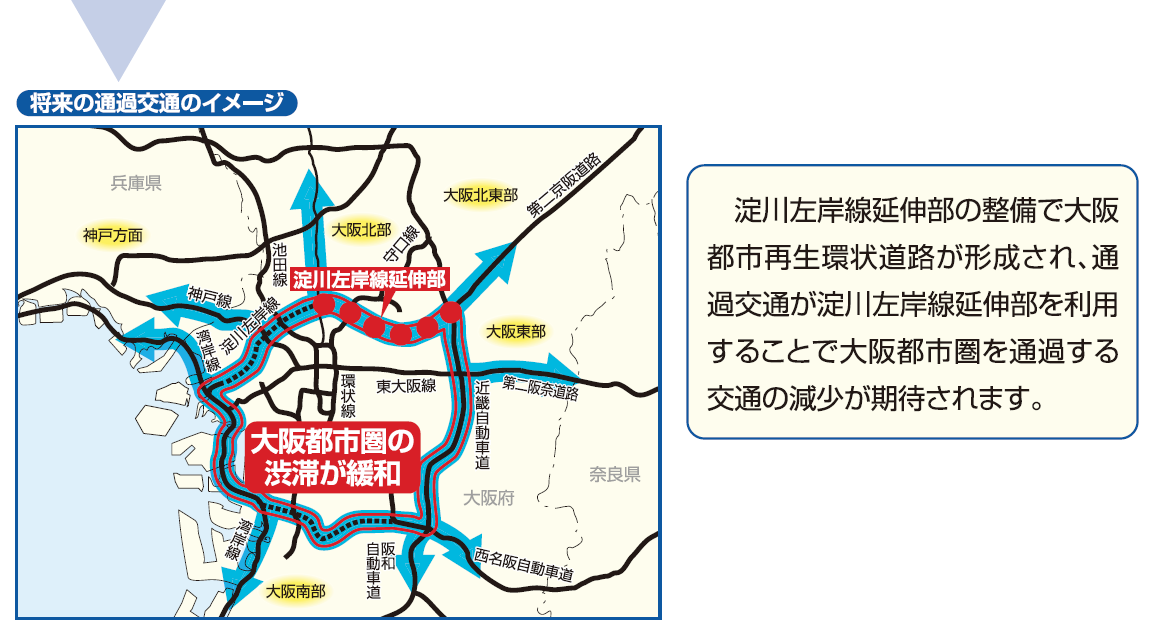 将来の通過交通のイメージ
兵庫県
神戸方面
大阪北東部
第二京阪道路
大阪北部
守口線
池田線
淀川左岸線延伸部
神戸線
淀川左岸線
湾岸線
大阪東部
環状線
東大阪線
近畿自動車道
第二阪奈道路
大阪都市圏の
渋滞が緩和
大阪府
奈良県
湾岸線
阪和
自動車道
西名阪自動車道
大阪南部
淀川左岸線延伸部の整備で大阪
都市再生環状道路が形成され、通
過交通が淀川左岸線延伸部を利用
することで大阪都市圏を通過する
交通の減少が期待されます。